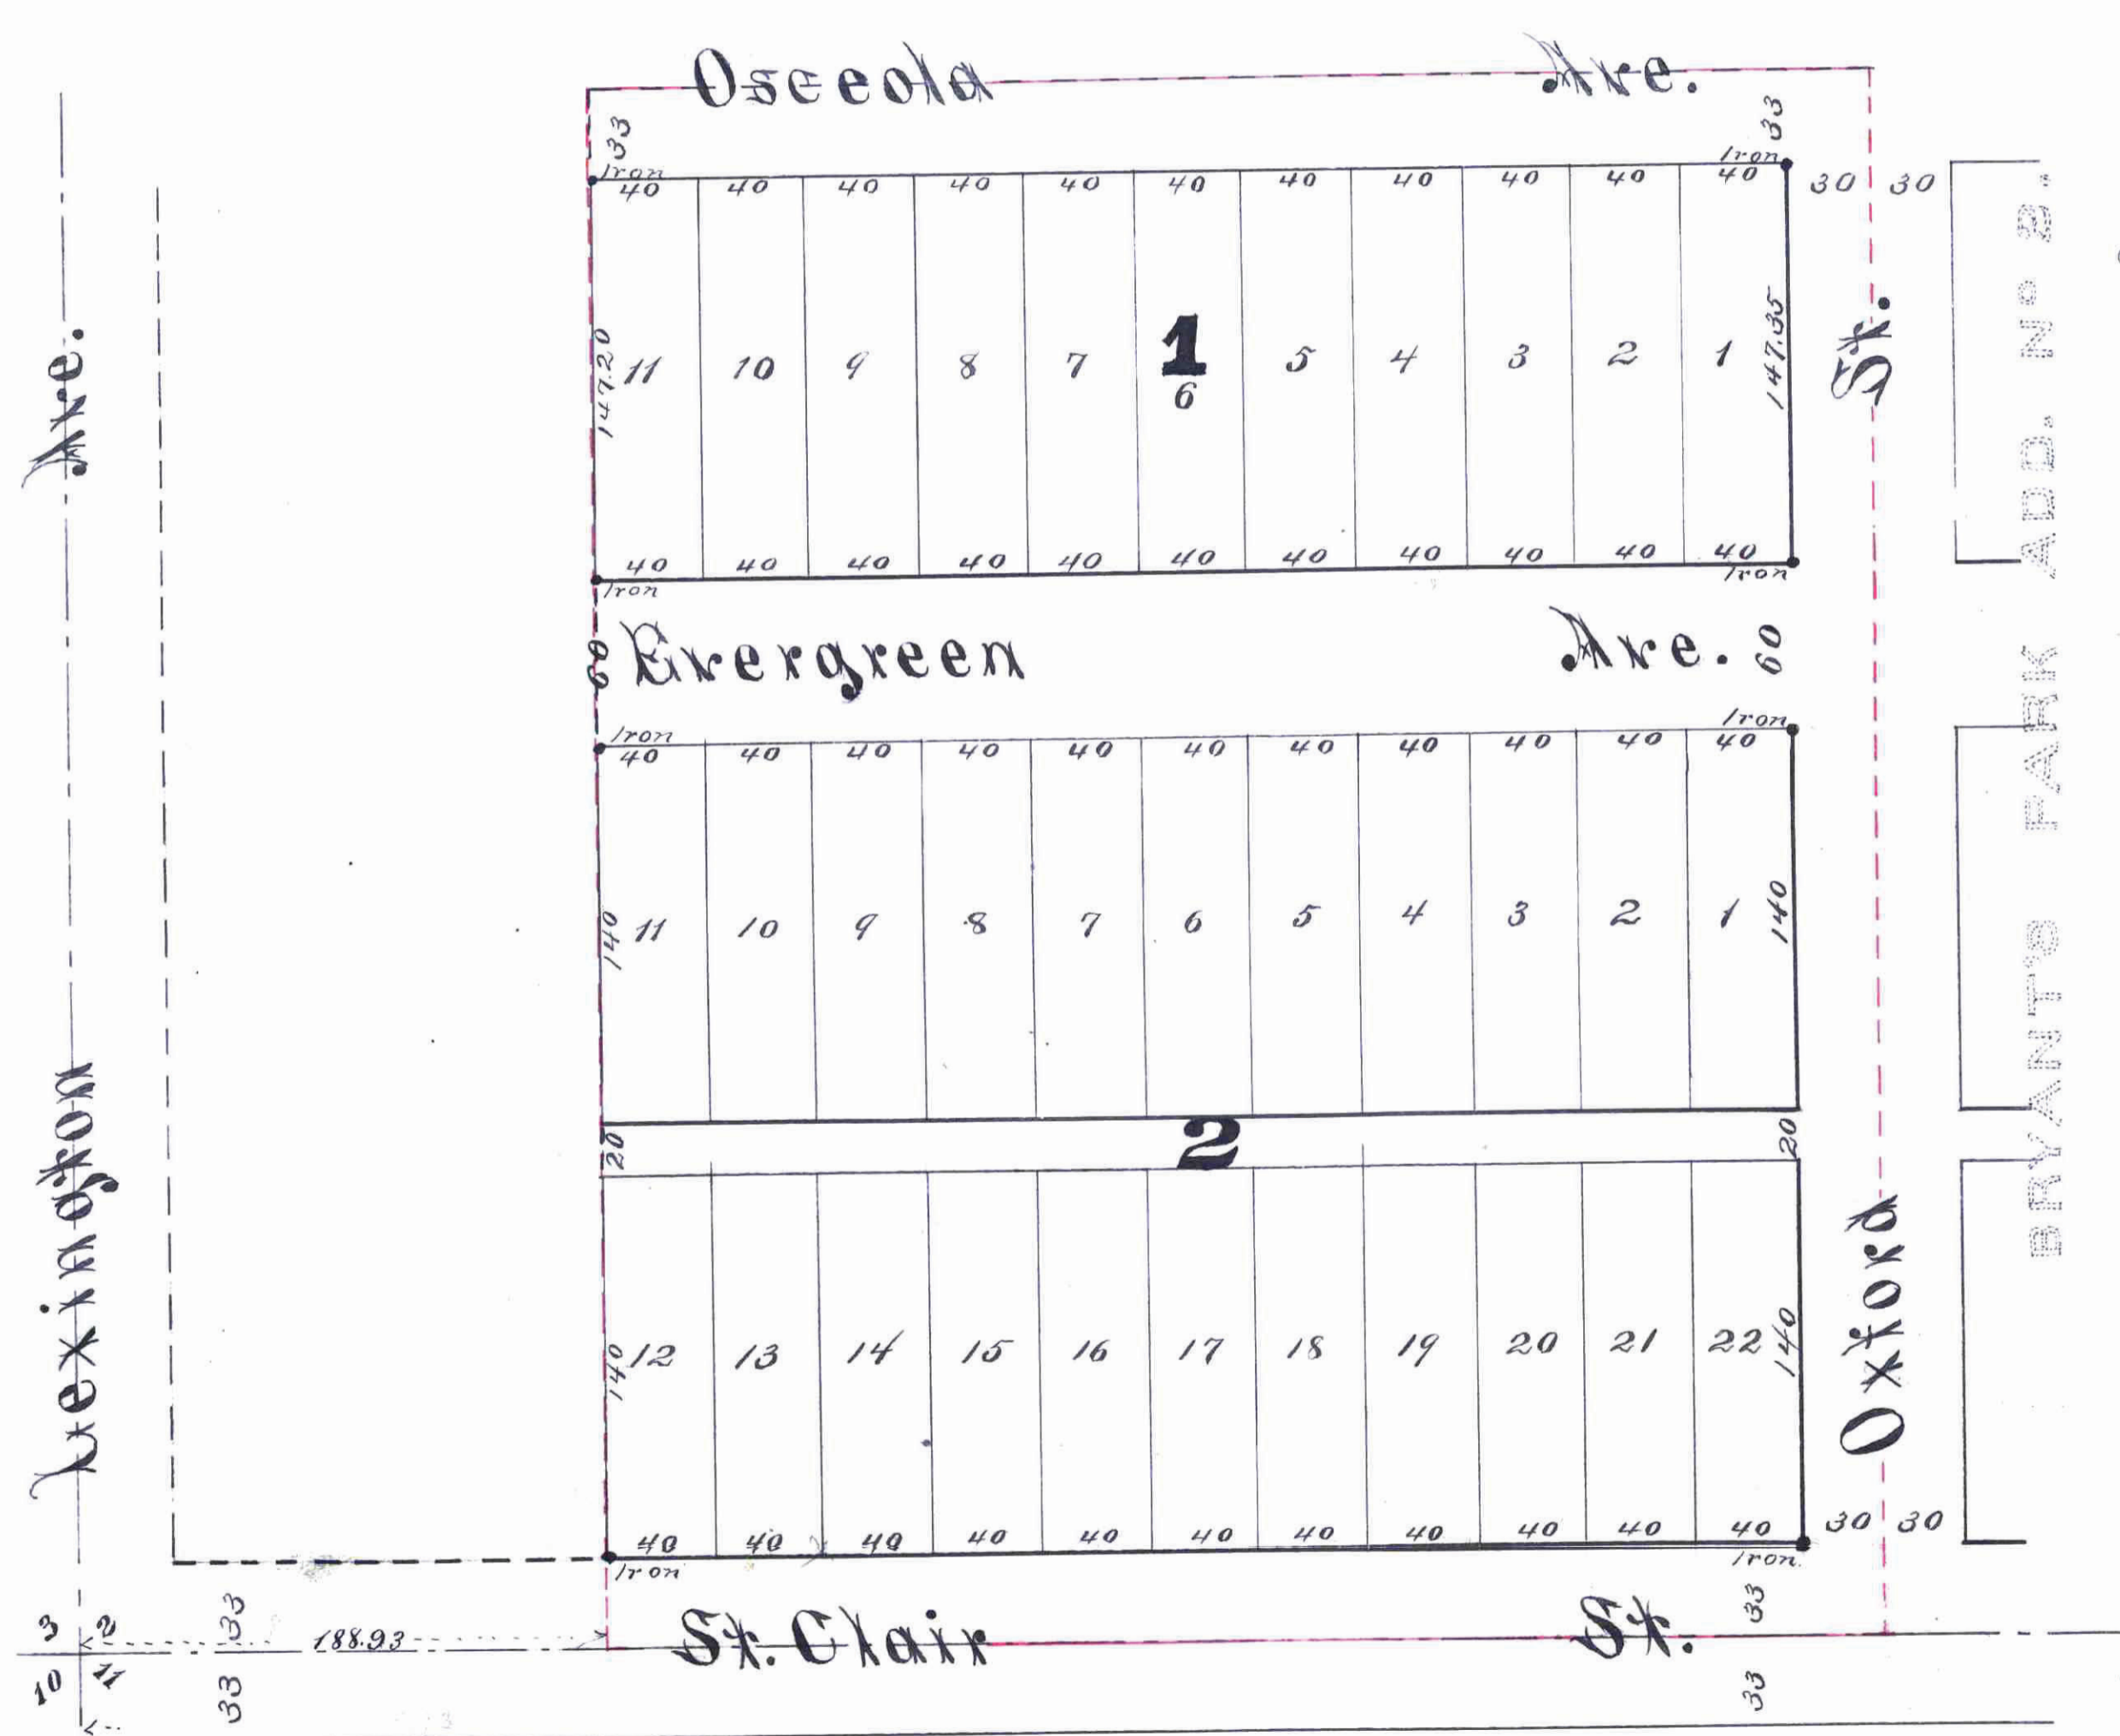 Osceola Ave.
33 33
Iron Iron
40 40 40 40 40 40 40 40 40 40 40 30 30
147.20 11 10 9 8 7 1 6 5 4 3 2 1 147.35
40 40 40 40 40 40 40 40 40 40 40
Iron Iron
60 Evergreen Ave. 60
Iron Iron
40 40 40 40 40 40 40 40 40 40 40
140 11 10 9 8 7 6 5 4 3 2 1 140
20 2 20
140 12 13 14 15 16 17 18 19 20 21 22 140
40 40 40 40 40 40 40 40 40 40 40 30 30
Iron Iron
33 33
3 2 188.93 St. Clair St.
10 11 33 33
Lexington Ave.
Oxford St.
BRYANT'S PARK ADD. No 2.